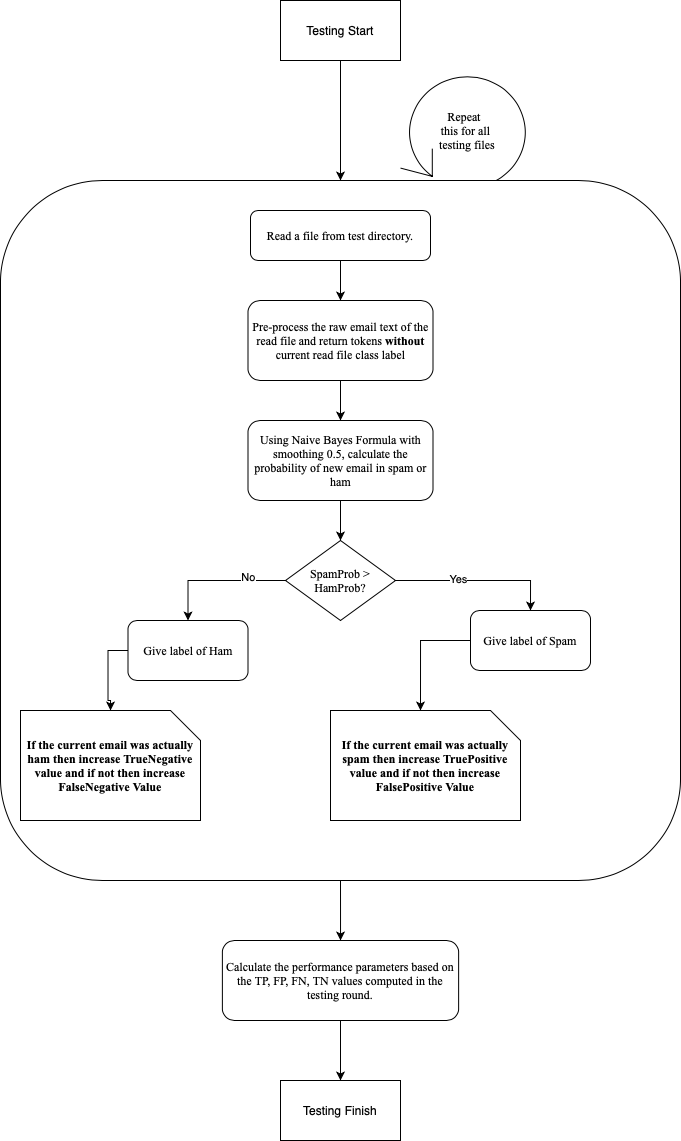 Testing Start
Repeat
this for all
testing files
Read a file from test directory.
Pre-process the raw email text of the
read file and return tokens without
current read file class label
Using Naive Bayes Formula with
smoothing 0.5, calculate the
probability of new email in spam or
ham
SpamProb >
HamProb?
No
Yes
Give label of Ham
Give label of Spam
If the current email was actually
ham then increase TrueNegative
value and if not then increase
FalseNegative Value
If the current email was actually
spam then increase TruePositive
value and if not then increase
FalsePositive Value
Calculate the performance parameters based on
the TP, FP, FN, TN values computed in the
testing round.
Testing Finish